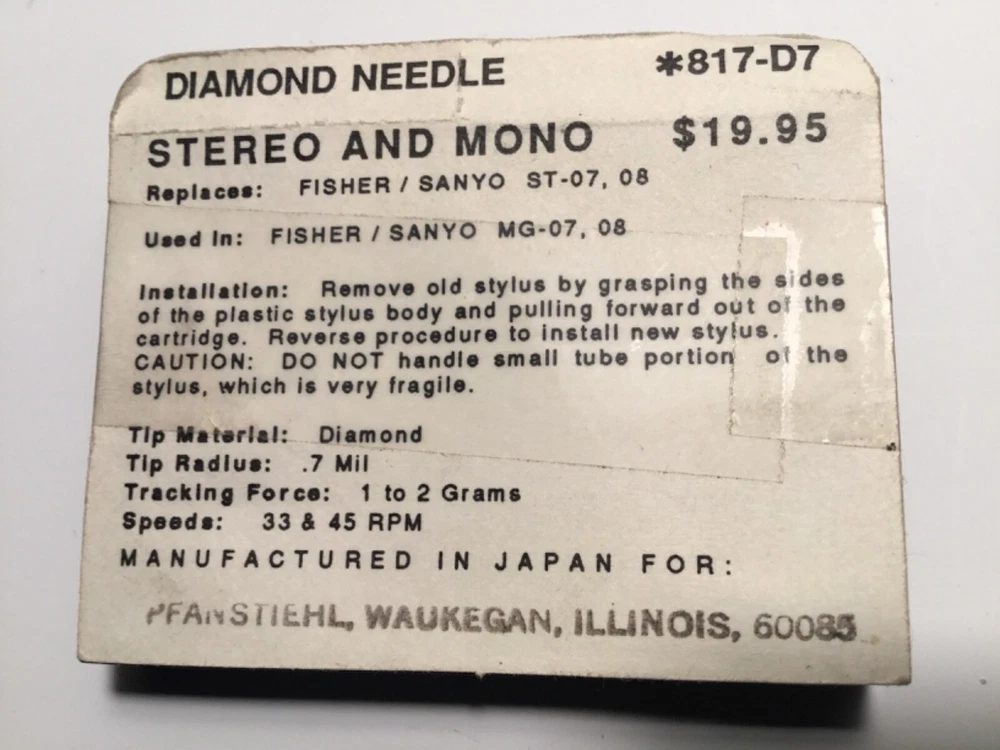 DIAMOND NEEDLE *817-D7
STEREO AND MONO $19.95
Replaces: FISHER / SANYO ST-07, 08
Used In: FISHER / SANYO MG-07, 08
Installation: Remove old stylus by grasping the sides
of the plastic stylus body and pulling forward out of the
cartridge. Reverse procedure to install new stylus.
CAUTION: DO NOT handle small tube portion of the
stylus, which is very fragile.
Tip Material: Diamond
Tip Radius: .7 Mil
Tracking Force: 1 to 2 Grams
Speeds: 33 & 45 RPM
MANUFACTURED IN JAPAN FOR:
PFANSTIEHL, WAUKEGAN, ILLINOIS, 60085